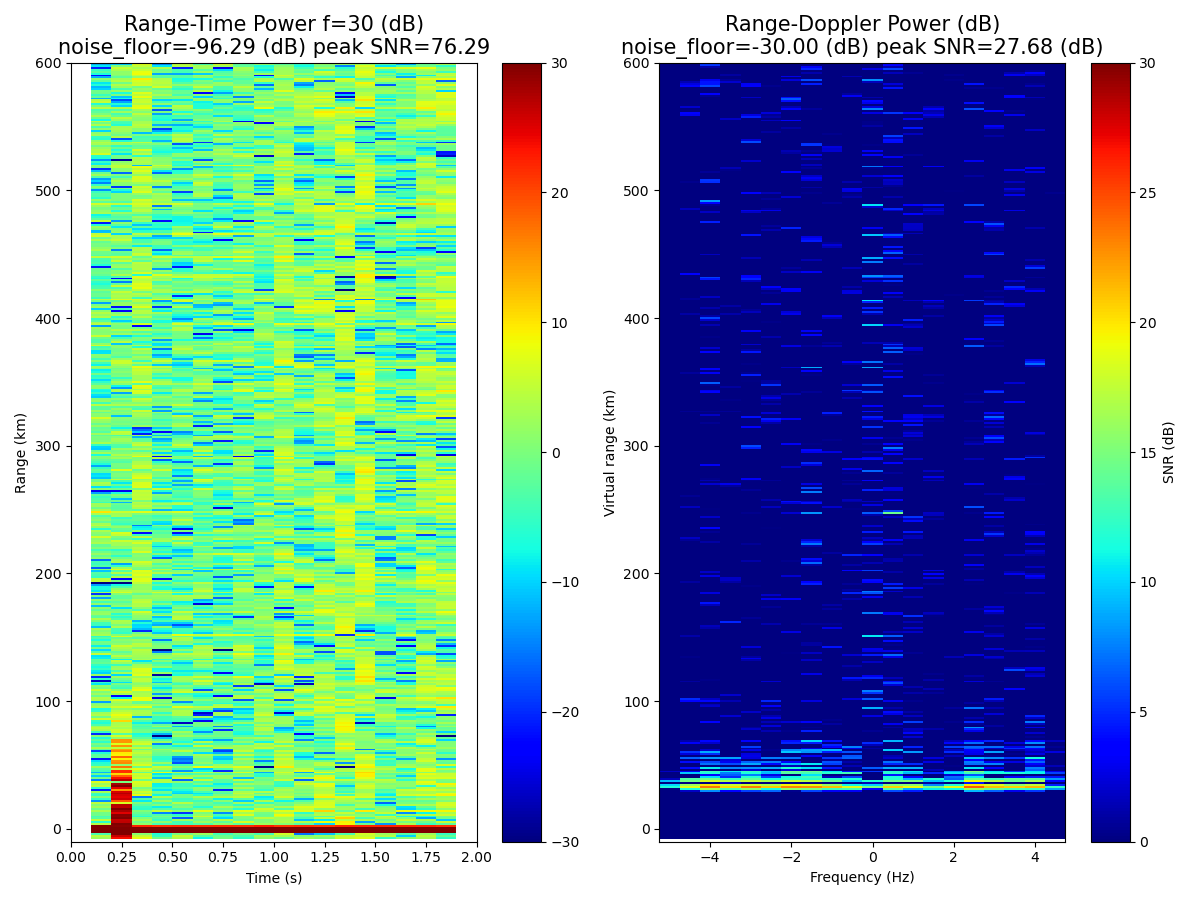 Range-Time Power f=30 (dB)
noise_floor=-96.29 (dB) peak SNR=76.29
Range (km)
600
500
400
300
200
100
0
0.00 0.25 0.50 0.75 1.00 1.25 1.50 1.75 2.00
Time (s)
30
20
10
0
−10
−20
−30
Range-Doppler Power (dB)
noise_floor=-30.00 (dB) peak SNR=27.68 (dB)
Virtual range (km)
600
500
400
300
200
100
0
−4 −2 0 2 4
Frequency (Hz)
30
25
20
15
10
5
0
SNR (dB)